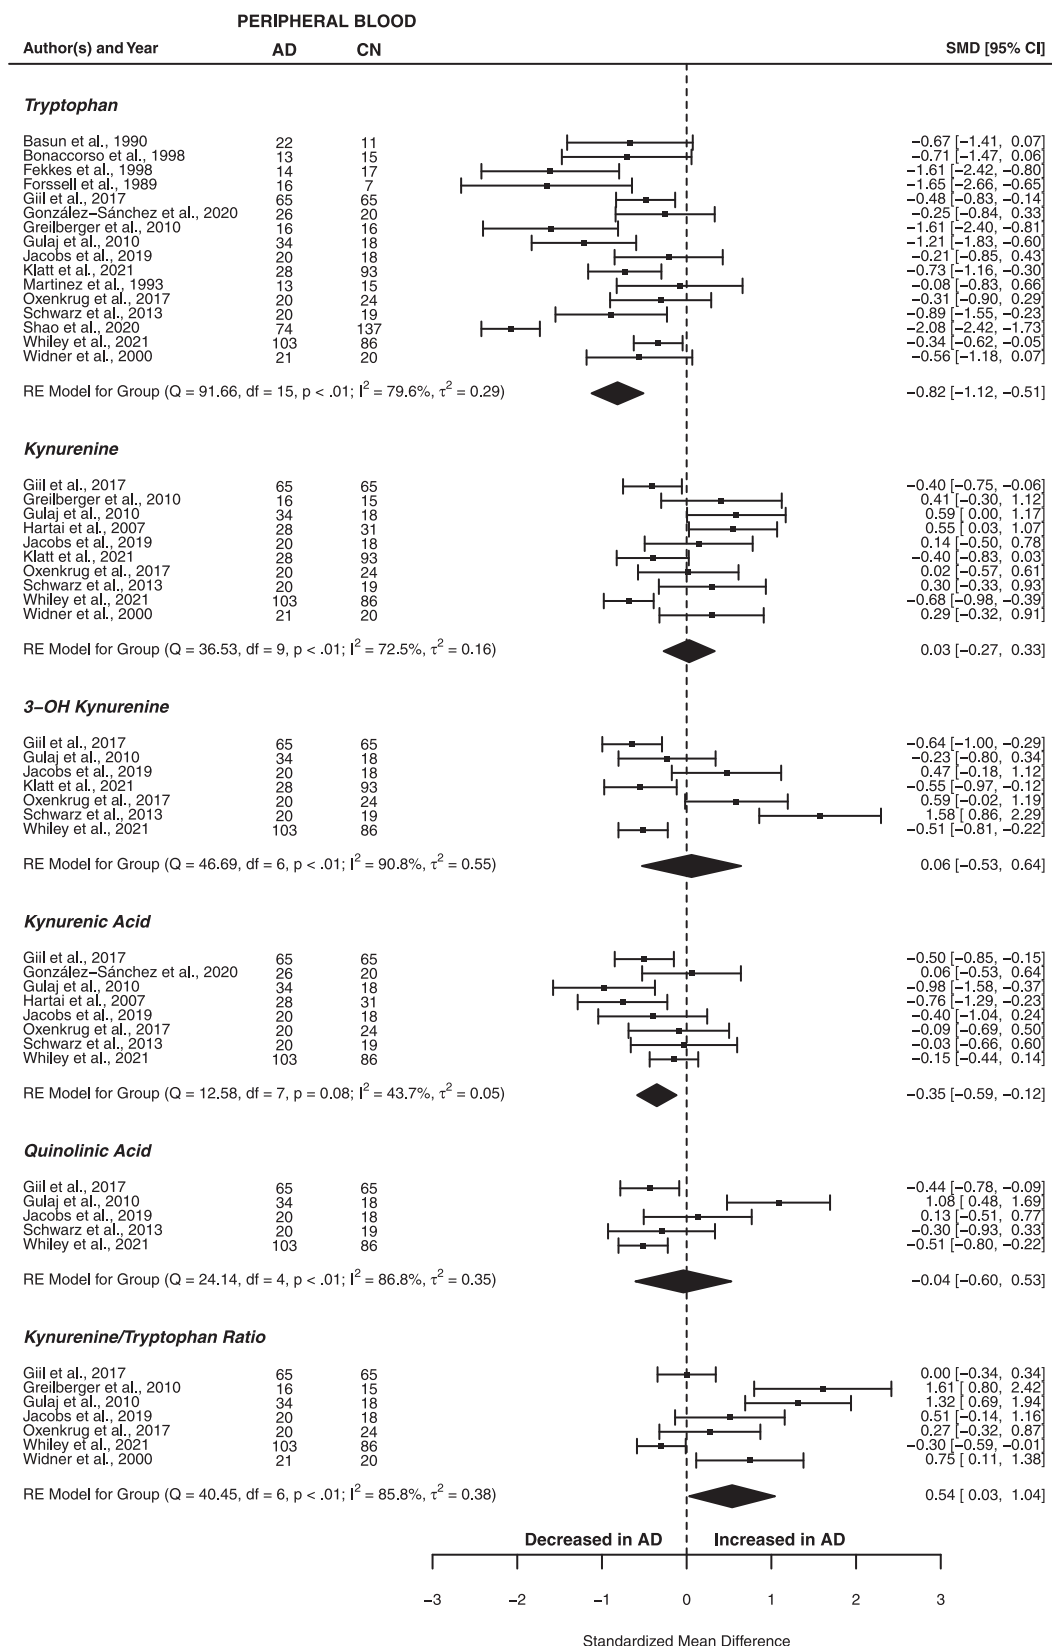 PERIPHERAL BLOOD
Author(s) and Year AD CN SMD [95% CI]
Tryptophan
Basun et al., 1990 22 11 −0.67 [−1.41, 0.07]
Bonaccorso et al., 1998 13 15 −0.71 [−1.47, 0.06]
Fekkes et al., 1998 14 17 −1.61 [−2.42, −0.80]
Forssell et al., 1989 16 7 −1.65 [−2.66, −0.65]
Giil et al., 2017 65 65 −0.48 [−0.83, −0.14]
González−Sánchez et al., 2020 26 20 −0.25 [−0.84, 0.33]
Greilberger et al., 2010 16 16 −1.61 [−2.40, −0.81]
Gulaj et al., 2010 34 18 −1.21 [−1.83, −0.60]
Jacobs et al., 2019 20 18 −0.21 [−0.85, 0.43]
Klatt et al., 2021 28 93 −0.73 [−1.16, −0.30]
Martinez et al., 1993 13 15 −0.08 [−0.83, 0.66]
Oxenkrug et al., 2017 20 24 −0.31 [−0.90, 0.29]
Schwarz et al., 2013 20 19 −0.89 [−1.55, −0.23]
Shao et al., 2020 74 137 −2.08 [−2.42, −1.73]
Whiley et al., 2021 103 86 −0.34 [−0.62, −0.05]
Widner et al., 2000 21 20 −0.56 [−1.18, 0.07]
RE Model for Group (Q = 91.66, df = 15, p < .01; I² = 79.6%, τ² = 0.29) −0.82 [−1.12, −0.51]
Kynurenine
Giil et al., 2017 65 65 −0.40 [−0.75, −0.06]
Greilberger et al., 2010 16 15 0.41 [−0.30, 1.12]
Gulaj et al., 2010 34 18 0.59 [ 0.00, 1.17]
Hartai et al., 2007 28 31 0.55 [ 0.03, 1.07]
Jacobs et al., 2019 20 18 0.14 [−0.50, 0.78]
Klatt et al., 2021 28 93 −0.40 [−0.83, 0.03]
Oxenkrug et al., 2017 20 24 0.02 [−0.57, 0.61]
Schwarz et al., 2013 20 19 0.30 [−0.33, 0.93]
Whiley et al., 2021 103 86 −0.68 [−0.98, −0.39]
Widner et al., 2000 21 20 0.29 [−0.32, 0.91]
RE Model for Group (Q = 36.53, df = 9, p < .01; I² = 72.5%, τ² = 0.16) 0.03 [−0.27, 0.33]
3−OH Kynurenine
Giil et al., 2017 65 65 −0.64 [−1.00, −0.29]
Gulaj et al., 2010 34 18 −0.23 [−0.80, 0.34]
Jacobs et al., 2019 20 18 0.47 [−0.18, 1.12]
Klatt et al., 2021 28 93 −0.55 [−0.97, −0.12]
Oxenkrug et al., 2017 20 24 0.59 [−0.02, 1.19]
Schwarz et al., 2013 20 19 1.58 [ 0.86, 2.29]
Whiley et al., 2021 103 86 −0.51 [−0.81, −0.22]
RE Model for Group (Q = 46.69, df = 6, p < .01; I² = 90.8%, τ² = 0.55) 0.06 [−0.53, 0.64]
Kynurenic Acid
Giil et al., 2017 65 65 −0.50 [−0.85, −0.15]
González−Sánchez et al., 2020 26 20 0.06 [−0.53, 0.64]
Gulaj et al., 2010 34 18 −0.98 [−1.58, −0.37]
Hartai et al., 2007 28 31 −0.76 [−1.29, −0.23]
Jacobs et al., 2019 20 18 −0.40 [−1.04, 0.24]
Oxenkrug et al., 2017 20 24 −0.09 [−0.69, 0.50]
Schwarz et al., 2013 20 19 −0.03 [−0.66, 0.60]
Whiley et al., 2021 103 86 −0.15 [−0.44, 0.14]
RE Model for Group (Q = 12.58, df = 7, p = 0.08; I² = 43.7%, τ² = 0.05) −0.35 [−0.59, −0.12]
Quinolinic Acid
Giil et al., 2017 65 65 −0.44 [−0.78, −0.09]
Gulaj et al., 2010 34 18 1.08 [ 0.48, 1.69]
Jacobs et al., 2019 20 18 0.13 [−0.51, 0.77]
Schwarz et al., 2013 20 19 −0.30 [−0.93, 0.33]
Whiley et al., 2021 103 86 −0.51 [−0.80, −0.22]
RE Model for Group (Q = 24.14, df = 4, p < .01; I² = 86.8%, τ² = 0.35) −0.04 [−0.60, 0.53]
Kynurenine/Tryptophan Ratio
Giil et al., 2017 65 65 0.00 [−0.34, 0.34]
Greilberger et al., 2010 16 15 1.61 [ 0.80, 2.42]
Gulaj et al., 2010 34 18 1.32 [ 0.69, 1.94]
Jacobs et al., 2019 20 18 0.51 [−0.14, 1.16]
Oxenkrug et al., 2017 20 24 0.27 [−0.32, 0.87]
Whiley et al., 2021 103 86 −0.30 [−0.59, −0.01]
Widner et al., 2000 21 20 0.75 [ 0.11, 1.38]
RE Model for Group (Q = 40.45, df = 6, p < .01; I² = 85.8%, τ² = 0.38) 0.54 [ 0.03, 1.04]
Decreased in AD Increased in AD
−3 −2 −1 0 1 2 3
Standardized Mean Difference